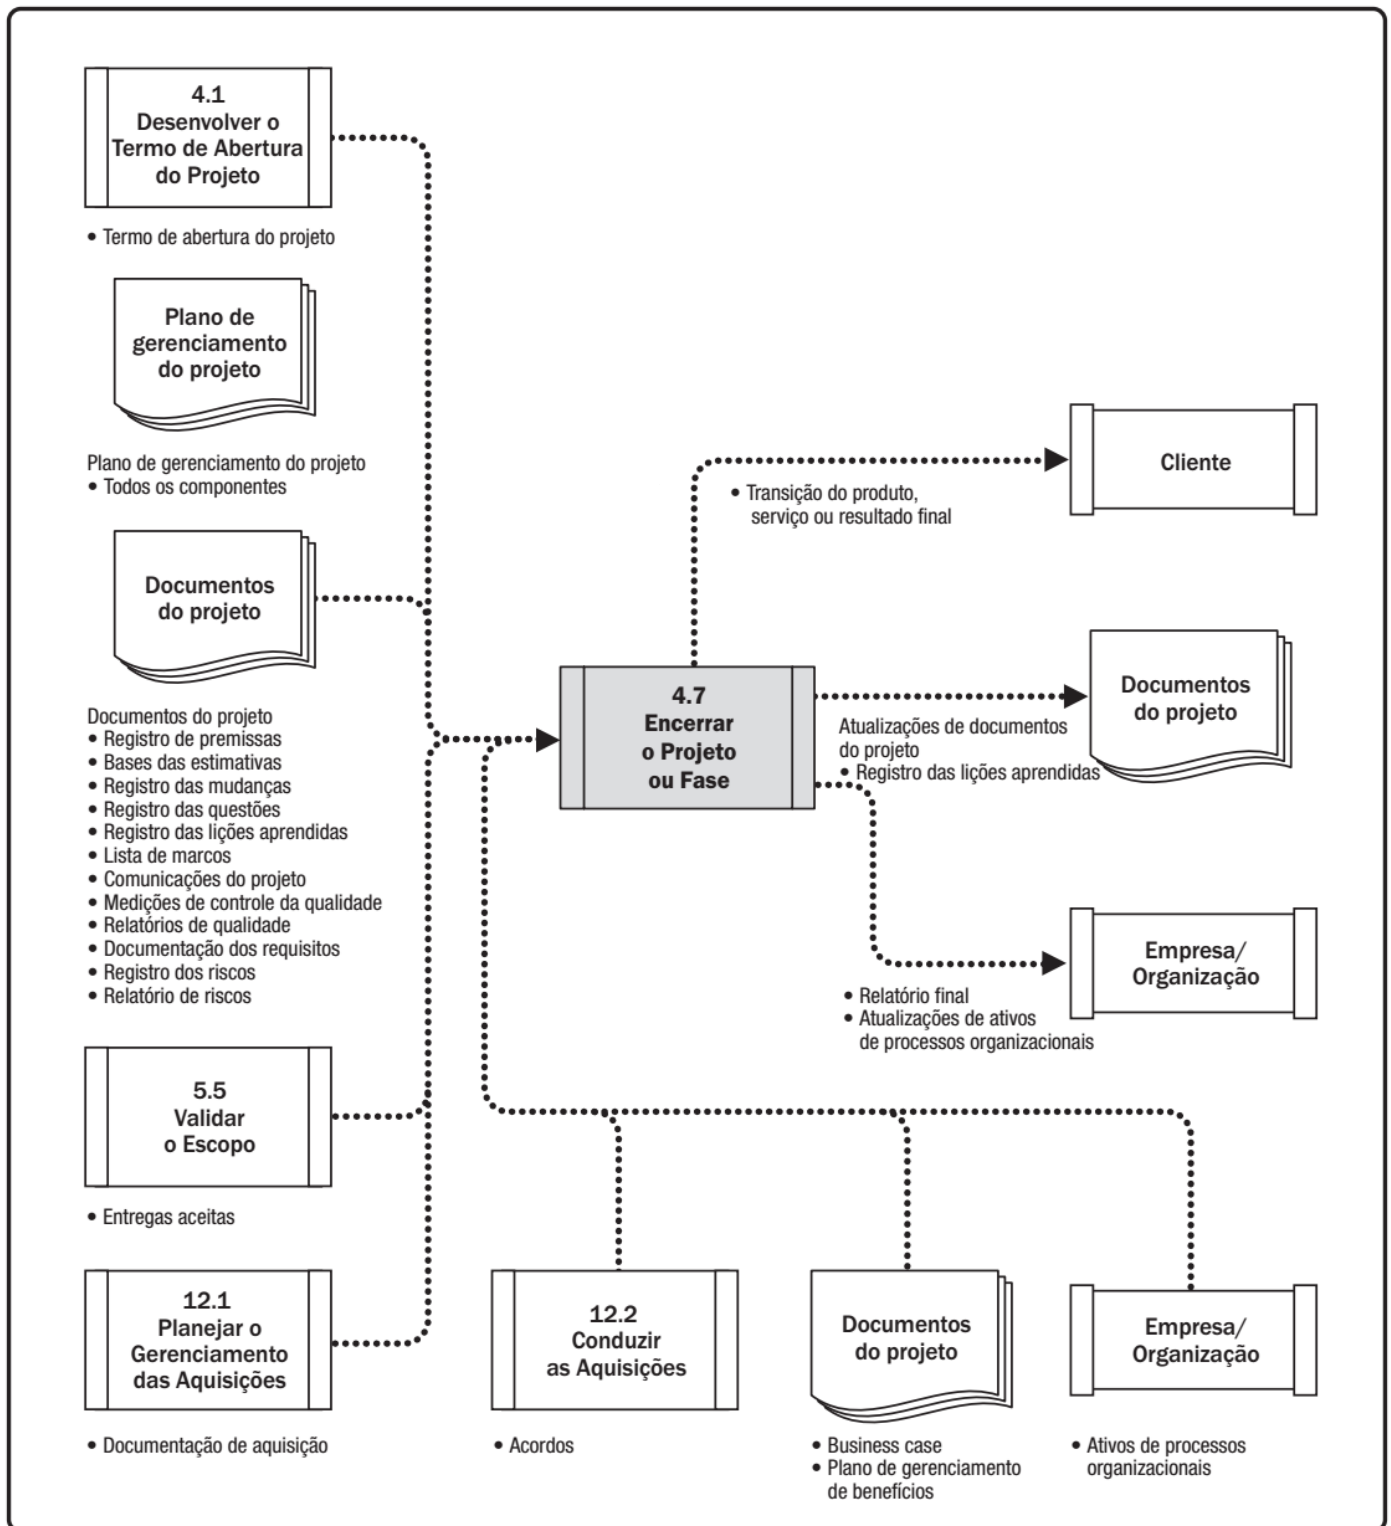 4.1
Desenvolver o
Termo de Abertura
do Projeto
• Termo de abertura do projeto
Plano de
gerenciamento
do projeto
Plano de gerenciamento do projeto
• Todos os componentes
Documentos
do projeto
Documentos do projeto
• Registro de premissas
• Bases das estimativas
• Registro das mudanças
• Registro das questões
• Registro das lições aprendidas
• Lista de marcos
• Comunicações do projeto
• Medições de controle da qualidade
• Relatórios de qualidade
• Documentação dos requisitos
• Registro dos riscos
• Relatório de riscos
5.5
Validar
o Escopo
• Entregas aceitas
12.1
Planejar o
Gerenciamento
das Aquisições
• Documentação de aquisição
4.7
Encerrar
o Projeto
ou Fase
• Transição do produto,
serviço ou resultado final
Cliente
Atualizações de documentos
do projeto
• Registro das lições aprendidas
Documentos
do projeto
• Relatório final
• Atualizações de ativos
de processos organizacionais
Empresa/
Organização
12.2
Conduzir
as Aquisições
• Acordos
Documentos
do projeto
• Business case
• Plano de gerenciamento
de benefícios
Empresa/
Organização
• Ativos de processos
organizacionais